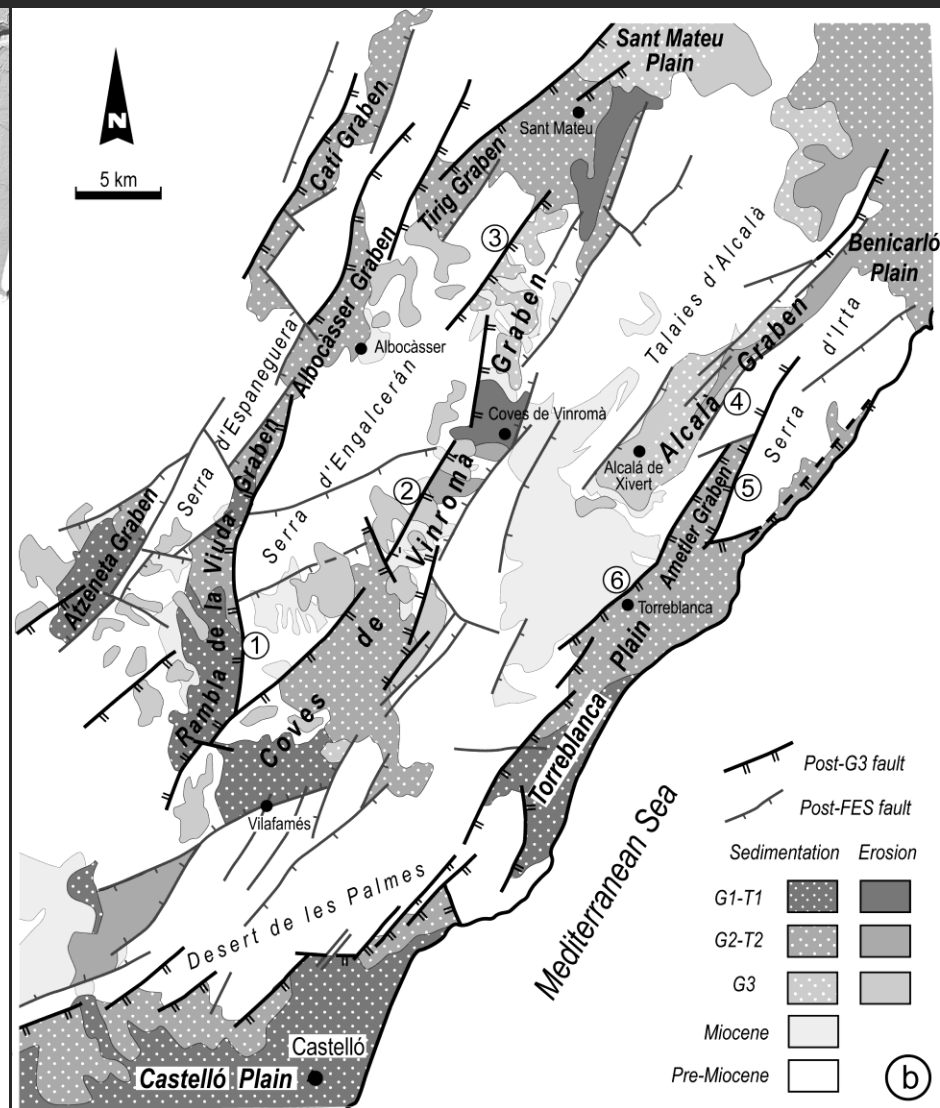 Sant Mateu
Plain
N
5 km
Catí Graben
Sant Mateu
Tirig Graben
3
Talaies d'Alcalà
Benicarló
Plain
Albocàsser Graben
Albocàsser
Graben
Serra d'Irta
Serra d'Espaneguera
Coves de Vinromà
Alcalà Graben
4
Alcalá de
Xivert
Serra d'Engalcerán
2
5
Atzeneta Graben
Rambla de la Viuda Graben
Coves de Vinromá
Ametler Graben
6
Torreblanca
1
Torreblanca Plain
Vilafamés
Mediterranean Sea
Desert de les Palmes
Castelló
Castelló Plain
Post-G3 fault
Post-FES fault
Sedimentation Erosion
G1-T1
G2-T2
G3
Miocene
Pre-Miocene
b